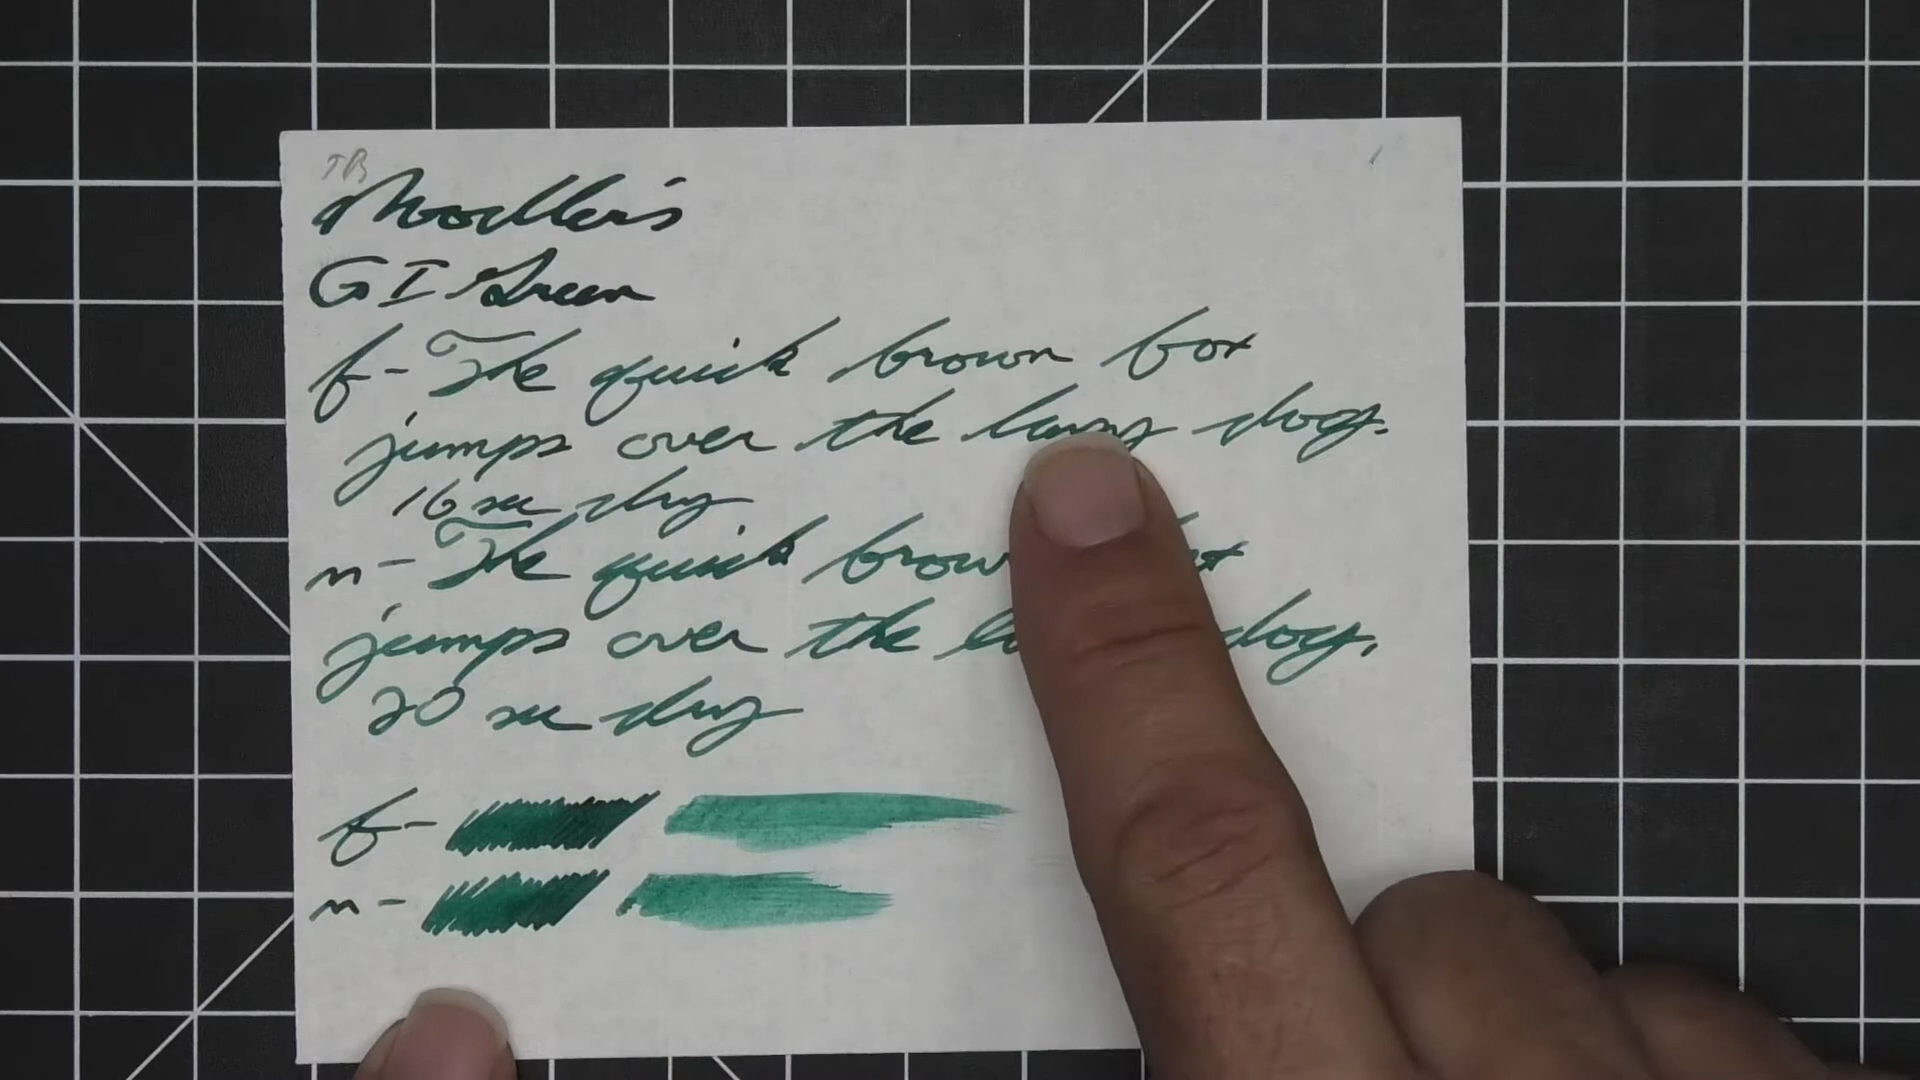 TB
Noodler's
GI Green
f- The quick brown fox
jumps over the lazy dog.
16 sec dry
m- The quick brown
jumps over the dog.
20 sec dry
f-
m-